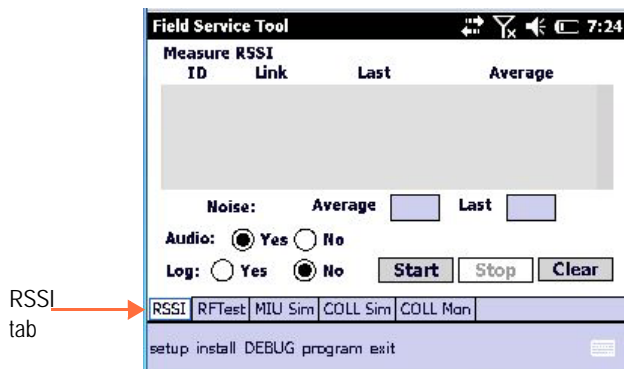 Field Service Tool 7:24
Measure RSSI
ID Link Last Average
Noise: Average Last
Audio: Yes No
Log: Yes No Start Stop Clear
RSSI tab
RSSI RFTest MIU Sim COLL Sim COLL Man
setup install DEBUG program exit